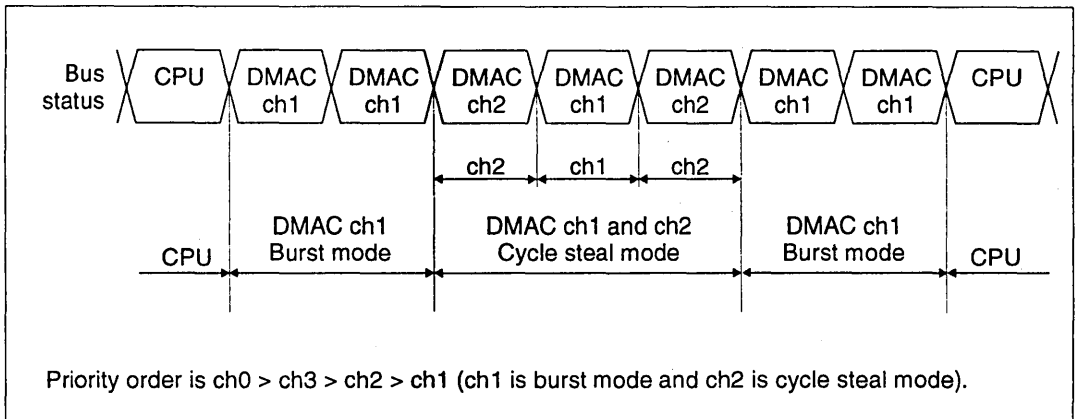 Bus status
CPU
DMAC ch1
DMAC ch1
DMAC ch2
DMAC ch1
DMAC ch2
DMAC ch1
DMAC ch1
CPU
ch2
ch1
ch2
CPU
DMAC ch1
Burst mode
DMAC ch1 and ch2
Cycle steal mode
DMAC ch1
Burst mode
CPU
Priority order is ch0 > ch3 > ch2 > ch1 (ch1 is burst mode and ch2 is cycle steal mode).